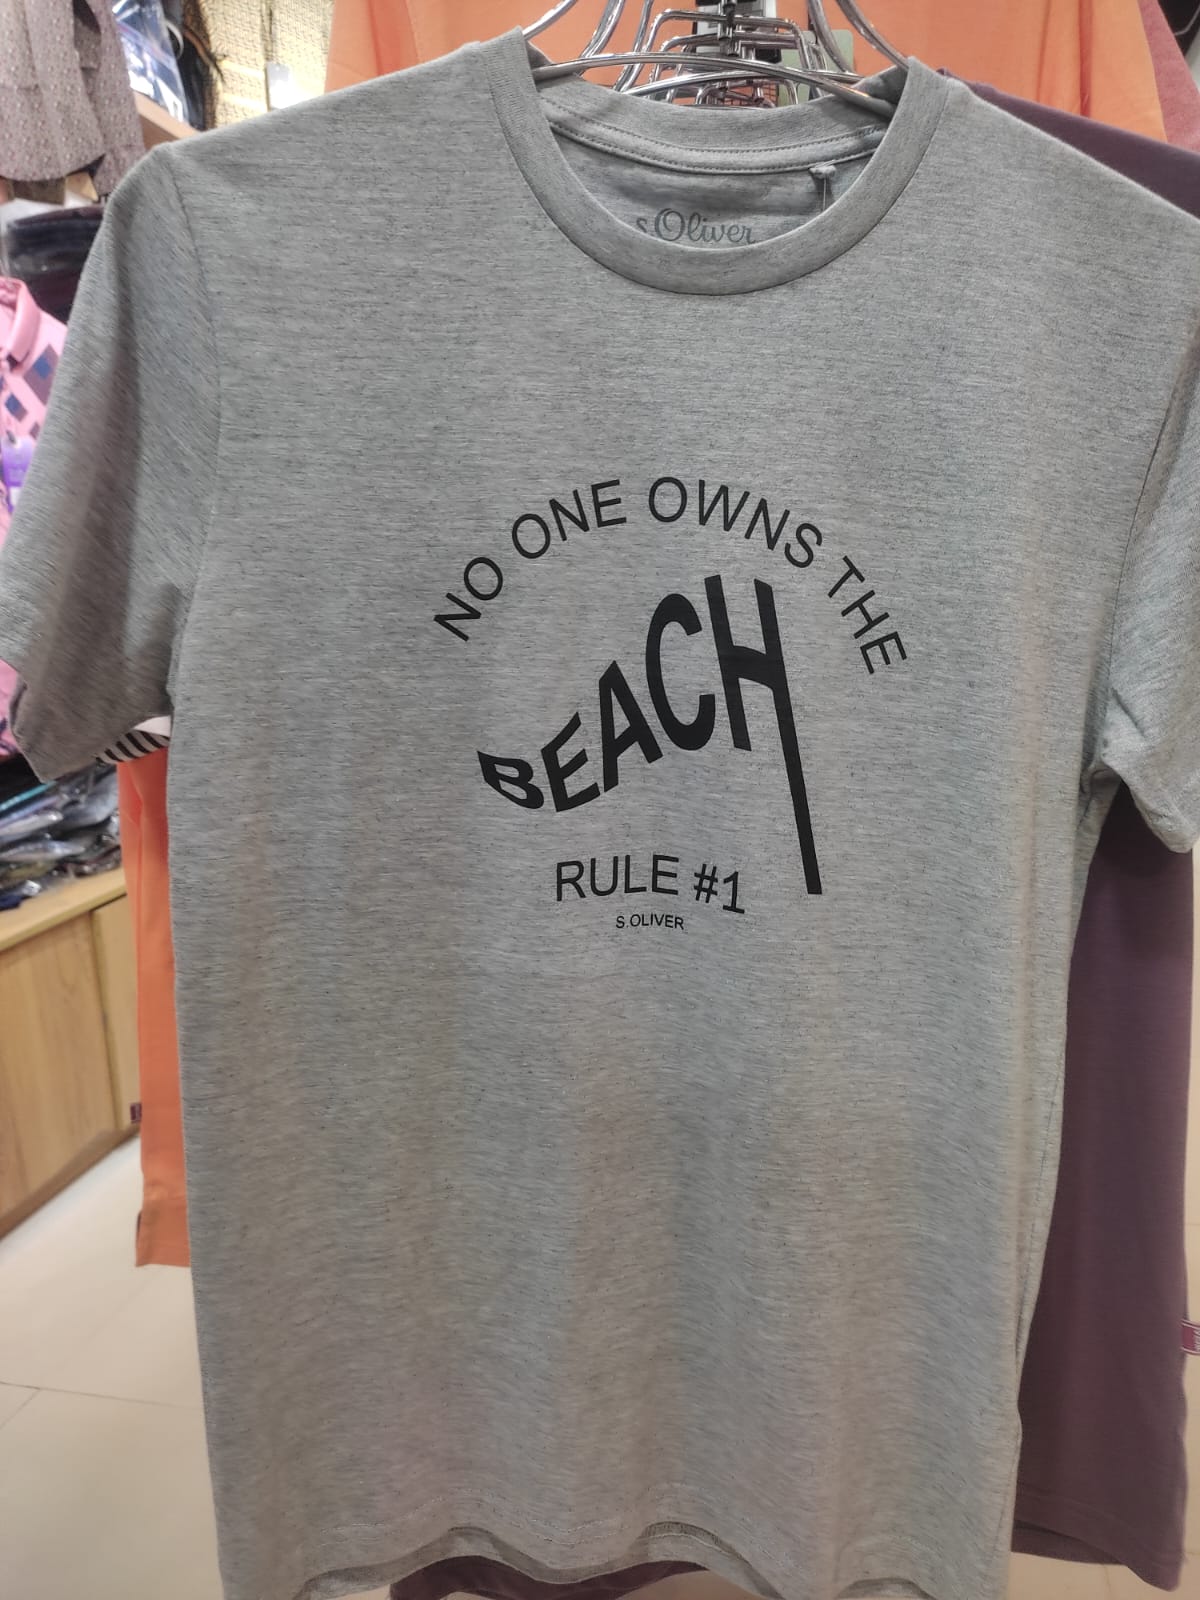 s.Oliver
NO ONE OWNS THE
BEACH
RULE #1
S.OLIVER